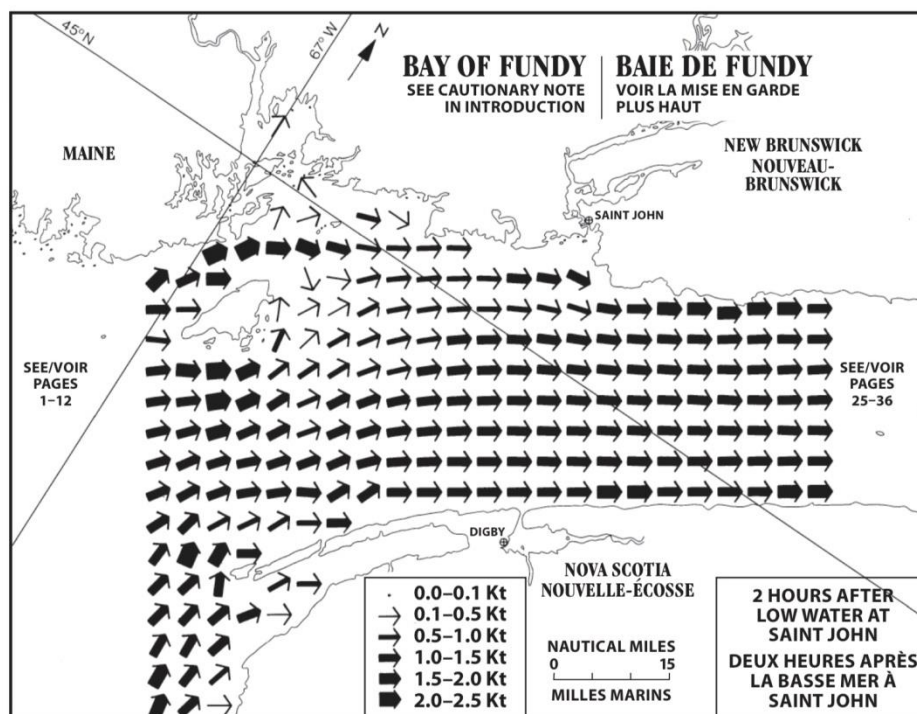 45°N
67°W
Z
BAY OF FUNDY
SEE CAUTIONARY NOTE
IN INTRODUCTION
BAIE DE FUNDY
VOIR LA MISE EN GARDE
PLUS HAUT
MAINE
NEW BRUNSWICK
NOUVEAU-
BRUNSWICK
SAINT JOHN
SEE/VOIR
PAGES
1–12
SEE/VOIR
PAGES
25–36
DIGBY
NOVA SCOTIA
NOUVELLE-ÉCOSSE
0.0–0.1 Kt
0.1–0.5 Kt
0.5–1.0 Kt
1.0–1.5 Kt
1.5–2.0 Kt
2.0–2.5 Kt
NAUTICAL MILES
0 15
MILLES MARINS
2 HOURS AFTER
LOW WATER AT
SAINT JOHN
DEUX HEURES APRÈS
LA BASSE MER À
SAINT JOHN